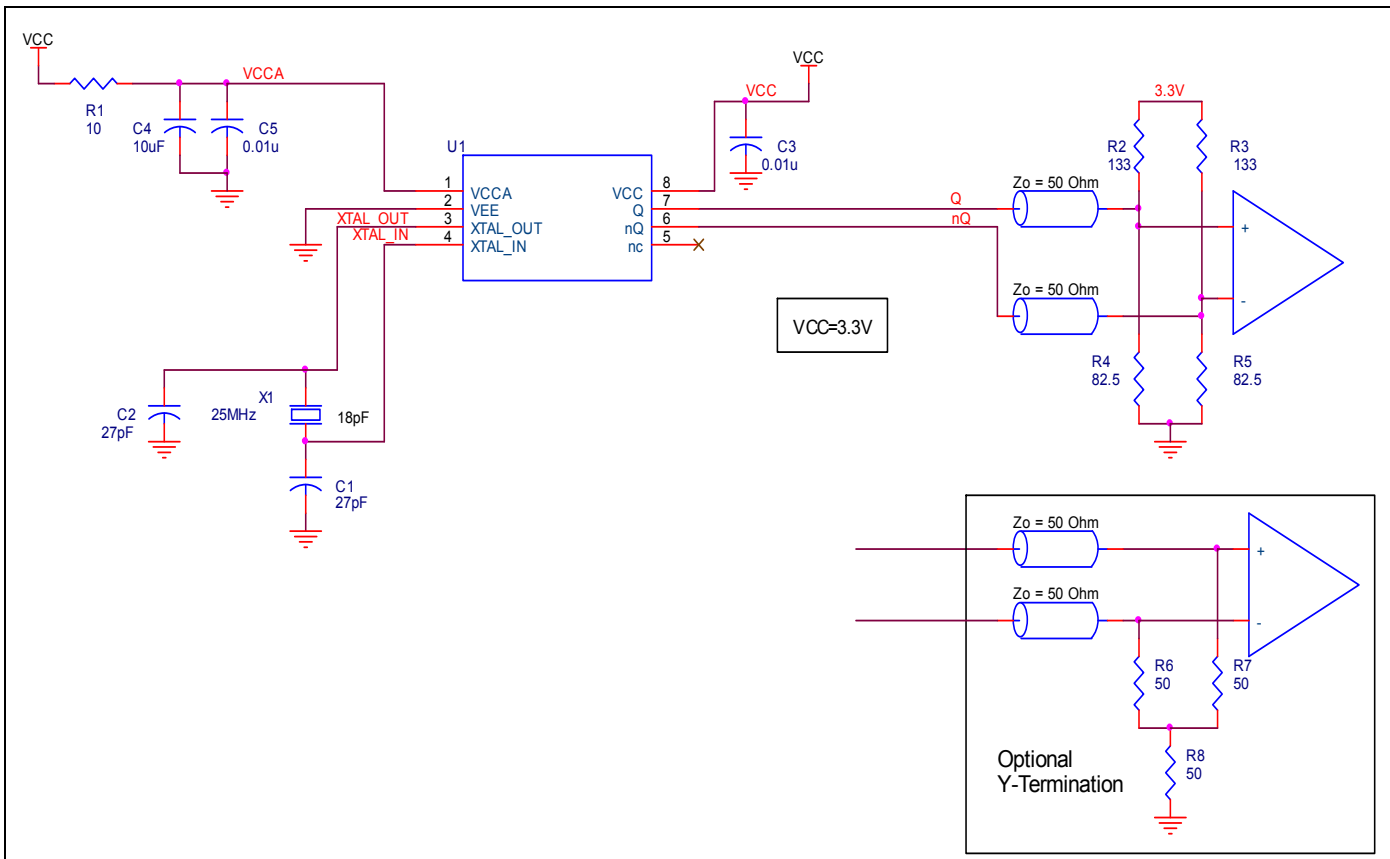 VCC
VCCA
R1
10
C4
10uF
C5
0.01u
VCC
VCC
C3
0.01u
U1
1
2
3
4
VCCA
VEE
XTAL_OUT
XTAL_IN
VCC
Q
nQ
nc
8
7
6
5
XTAL_OUT
XTAL_IN
Q
nQ
Zo = 50 Ohm
Zo = 50 Ohm
3.3V
R2
133
R3
133
+
-
R4
82.5
R5
82.5
VCC=3.3V
C2
27pF
X1
25MHz
18pF
C1
27pF
Zo = 50 Ohm
Zo = 50 Ohm
+
-
R6
50
R7
50
R8
50
Optional
Y-Termination